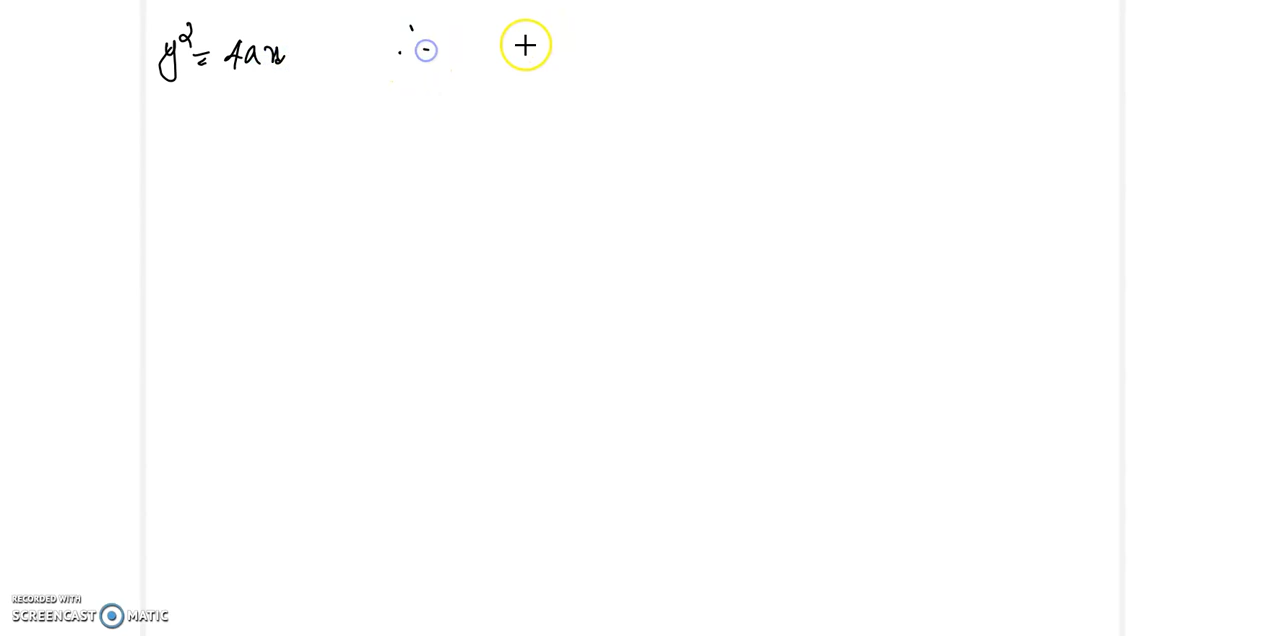 y² = 4ax
RECORDED WITH
SCREENCAST MATIC